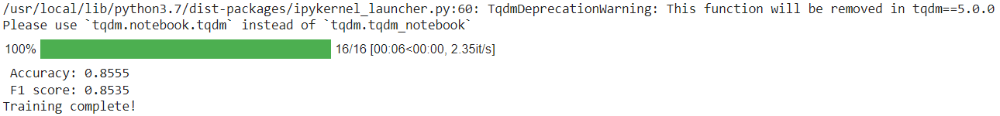 /usr/local/lib/python3.7/dist-packages/ipykernel_launcher.py:60: TqdmDeprecationWarning: This function will be removed in tqdm==5.0.0
Please use `tqdm.notebook.tqdm` instead of `tqdm.tqdm_notebook`
100% 16/16 [00:06<00:00, 2.35it/s]
Accuracy: 0.8555
F1 score: 0.8535
Training complete!